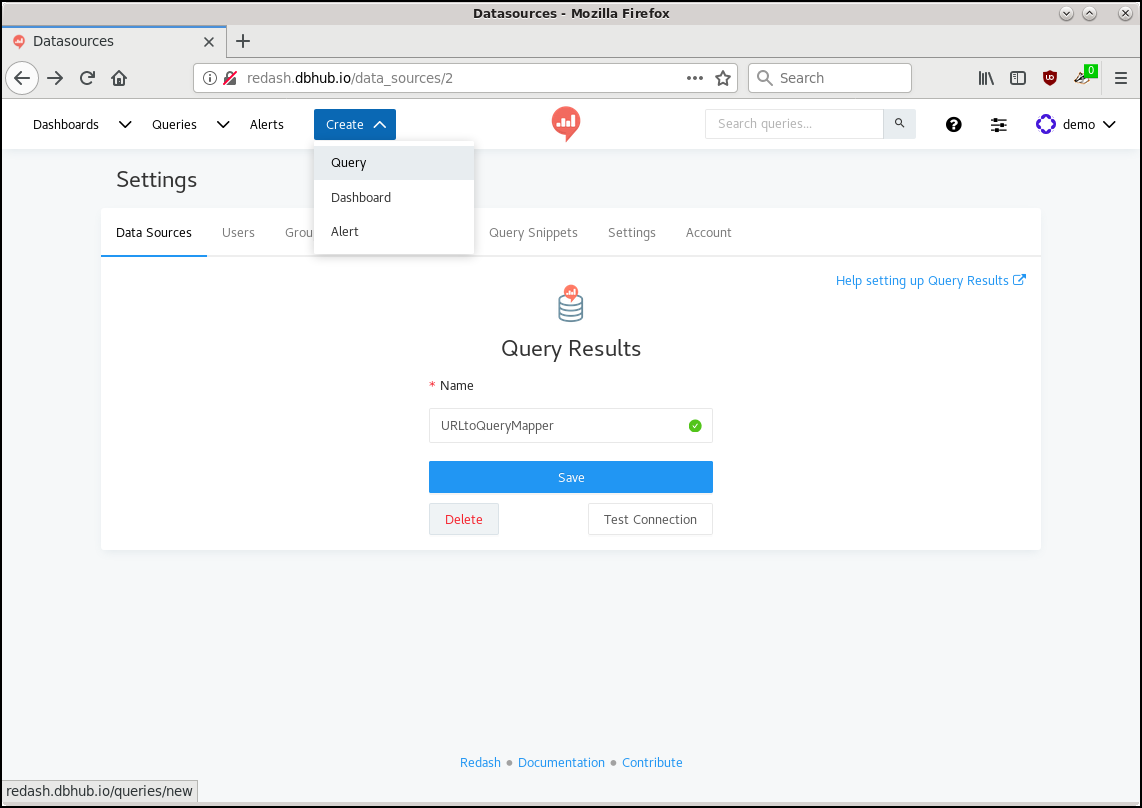 Datasources - Mozilla Firefox
Datasources
redash.dbhub.io/data_sources/2
Search
0
Dashboards Queries Alerts Create Search queries... demo
Query
Dashboard
Alert
Settings
Data Sources Users Grou Query Snippets Settings Account
Help setting up Query Results
Query Results
* Name
URLtoQueryMapper
Save
Delete Test Connection
Redash • Documentation • Contribute
redash.dbhub.io/queries/new